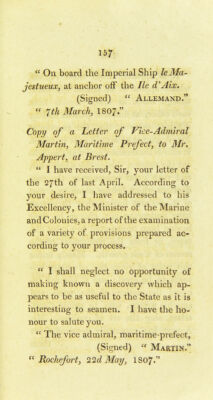 157
“ On board the Imperial Ship le Ma-
jestueux, at anchor off the Ile d’Aix.
(Signed) “ Allemand.”
“ 7th March, 1807.”
Copy of a Letter of Vice-Admiral
Martin, Maritime Prefect, to Mr.
Appert, at Brest.
“ I have received, Sir, your letter of
the 27th of last April. According to
your desire, I have addressed to his
Excellency, the Minister of the Marine
and Colonies, a report of the examination
of a variety of provisions prepared ac-
cording to your process.
“ I shall neglect no opportunity of
making known a discovery which ap-
pears to be as useful to the State as it is
interesting to seamen. I have the ho-
nour to salute you.
“ The vice admiral, maritime-prefect,
(Signed) “ Martin.”
“ Rochefort, 22d May, 1807.”